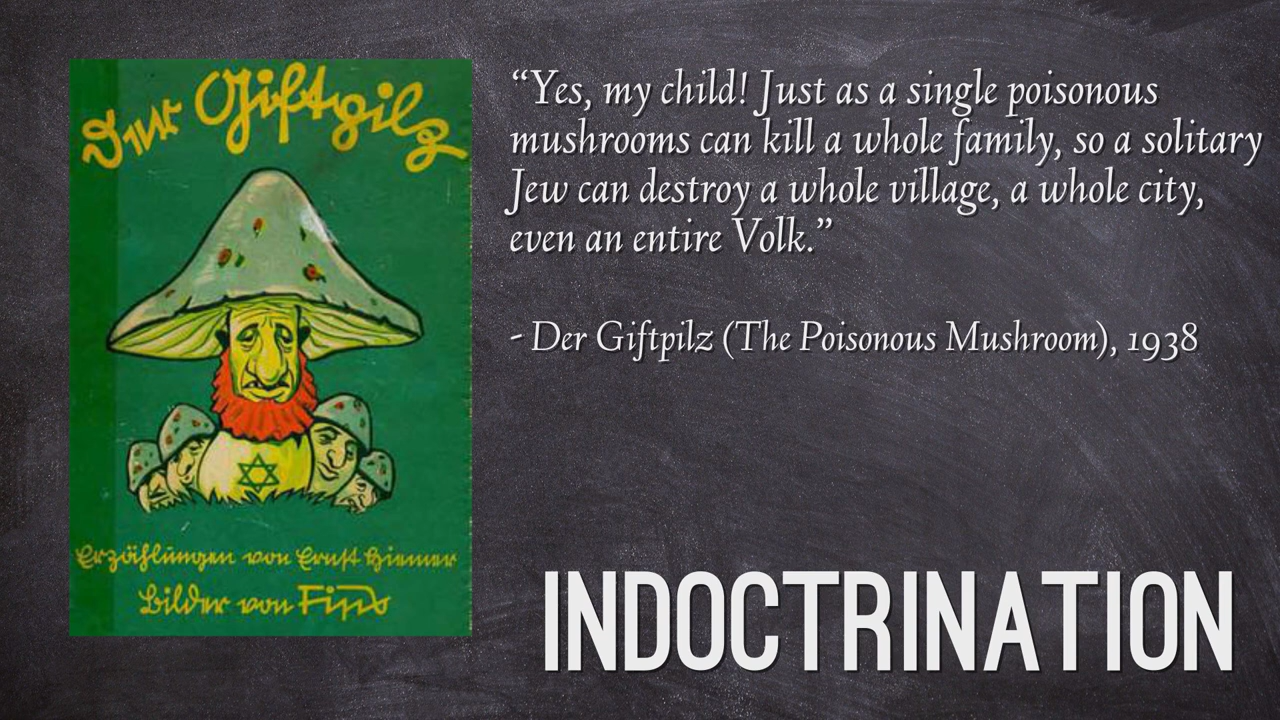 Der Giftpilz
Erzählungen von Ernst Hiemer
Bilder von Fips
“Yes, my child! Just as a single poisonous
mushrooms can kill a whole family, so a solitary
Jew can destroy a whole village, a whole city,
even an entire Volk.”
- Der Giftpilz (The Poisonous Mushroom), 1938
INDOCTRINATION